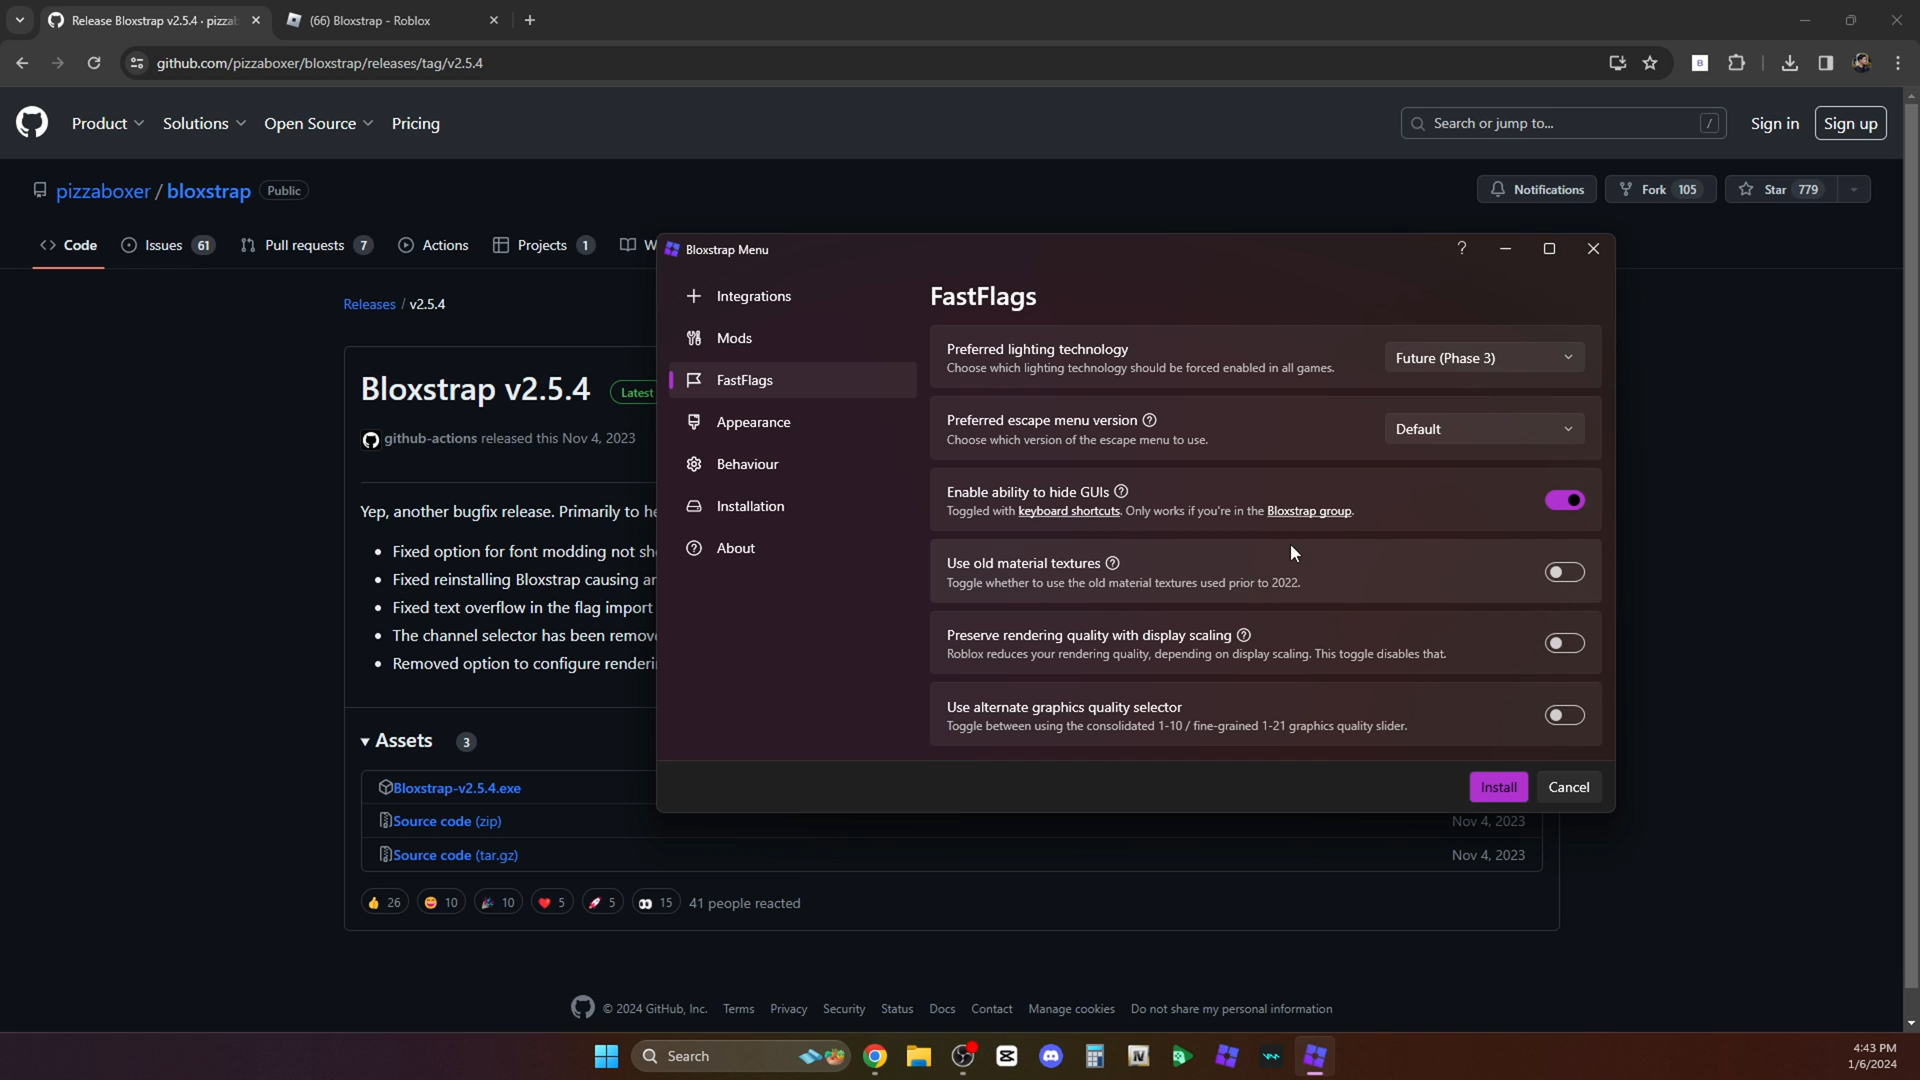 Release Bloxstrap v2.5.4 · pizzab
(66) Bloxstrap - Roblox
github.com/pizzaboxer/bloxstrap/releases/tag/v2.5.4
Product
Solutions
Open Source
Pricing
Search or jump to...
/
Sign in
Sign up
pizzaboxer / bloxstrap
Public
Notifications
Fork 105
Star 779
Code
Issues 61
Pull requests 7
Actions
Projects 1
W
Releases / v2.5.4
Bloxstrap v2.5.4
Latest
github-actions released this Nov 4, 2023
Yep, another bugfix release. Primarily to he
Fixed option for font modding not sh
Fixed reinstalling Bloxstrap causing ar
Fixed text overflow in the flag import
The channel selector has been remov
Removed option to configure renderi
Assets 3
Bloxstrap-v2.5.4.exe
Source code (zip)
Nov 4, 2023
Source code (tar.gz)
Nov 4, 2023
26
10
10
5
5
15
41 people reacted
Bloxstrap Menu
?
Integrations
Mods
FastFlags
Appearance
Behaviour
Installation
About
FastFlags
Preferred lighting technology
Choose which lighting technology should be forced enabled in all games.
Future (Phase 3)
Preferred escape menu version
Choose which version of the escape menu to use.
Default
Enable ability to hide GUIs
Toggled with keyboard shortcuts. Only works if you're in the Bloxstrap group.
Use old material textures
Toggle whether to use the old material textures used prior to 2022.
Preserve rendering quality with display scaling
Roblox reduces your rendering quality, depending on display scaling. This toggle disables that.
Use alternate graphics quality selector
Toggle between using the consolidated 1-10 / fine-grained 1-21 graphics quality slider.
Install
Cancel
© 2024 GitHub, Inc.
Terms
Privacy
Security
Status
Docs
Contact
Manage cookies
Do not share my personal information
Search
4:43 PM
1/6/2024